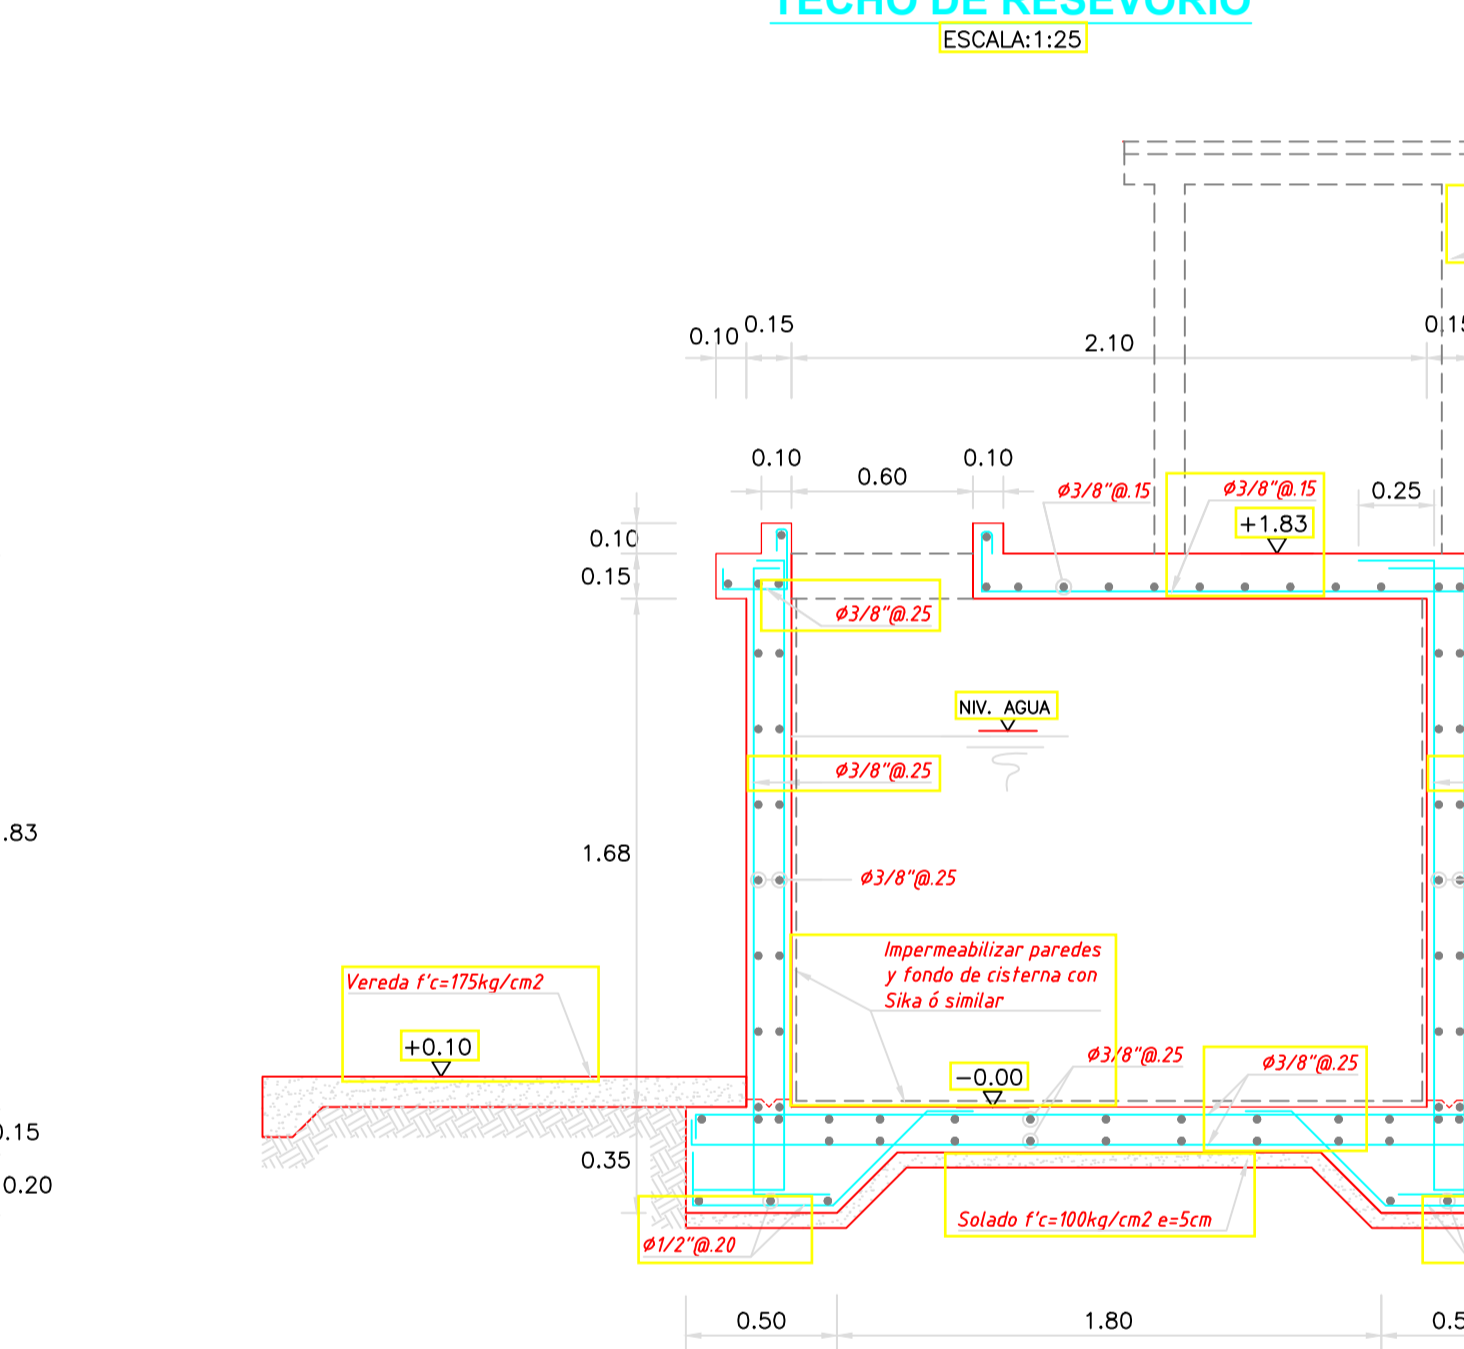 TECHO DE RESEVORIO
ESCALA:1:25
0.10
0.15
2.10
0.10
0.60
0.10
Ø3/8"@.15
Ø3/8"@.15
0.25
+1.83
0.10
0.15
Ø3/8"@.25
NIV. AGUA
Ø3/8"@.25
.83
1.68
Ø3/8"@.25
Impermeabilizar paredes
y fondo de cisterna con
Sika ó similar
Vereda f'c=175kg/cm2
+0.10
-0.00
Ø3/8"@.25
Ø3/8"@.25
0.15
0.35
0.20
Solado f'c=100kg/cm2 e=5cm
Ø1/2"@.20
0.50
1.80